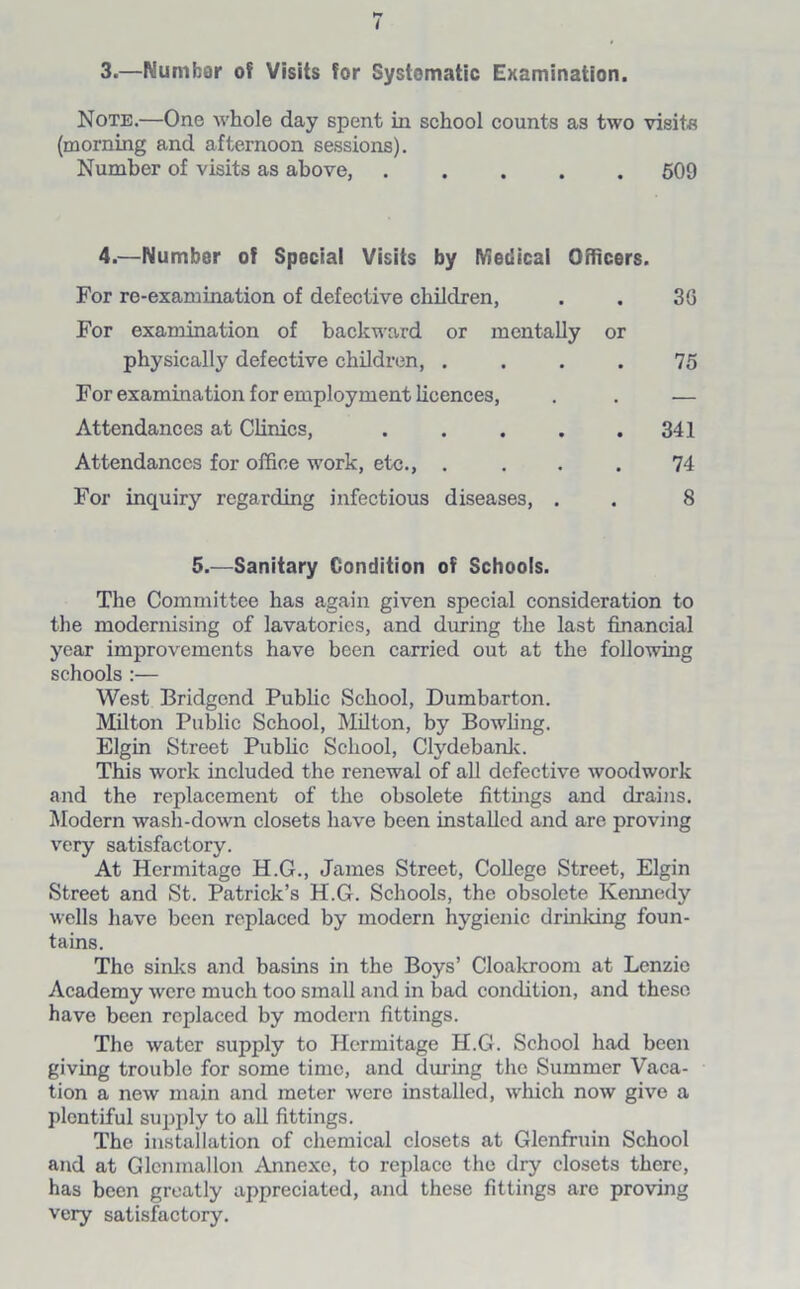 7
3.—Number of Visits for Systematic Examination.
NOTE.—One whole day spent in school counts as two visits
(morning and afternoon sessions).
Number of visits as above, . . . . . 509
4.—Number of Special Visits by Medical Officers.
For re-examination of defective children, . . 36
For examination of backward or mentally or
physically defective children, . . . . 75
For examination for employment licences, . . —
Attendances at Clinics, . . . . . 341
Attendances for office work, etc., . . . . 74
For inquiry regarding infectious diseases, . . 8
5.—Sanitary Condition of Schools.
The Committee has again given special consideration to
the modernising of lavatories, and during the last financial
year improvements have been carried out at the following
schools :—
West Bridgend Public School, Dumbarton.
Milton Public School, Milton, by Bowling.
Elgin Street Public School, Clydebank.
This work included the renewal of all defective woodwork
and the replacement of the obsolete fittings and drains.
Modern wash-down closets have been installed and are proving
very satisfactory.
At Hermitage H.G., James Street, College Street, Elgin
Street and St. Patrick's H.G. Schools, the obsolete Kennedy
wells have been replaced by modern hygienic drinking foun-
tains.
The sinks and basins in the Boys' Cloakroom at Lenzie
Academy were much too small and in bad condition, and these
have been replaced by modern fittings.
The water supply to Hermitage H.G. School had been
giving trouble for some time, and during the Summer Vaca-
tion a new main and meter were installed, which now give a
plentiful supply to all fittings.
The installation of chemical closets at Glenfruin School
and at Glenmallon Annexe, to replace the dry closets there,
has been greatly appreciated, and these fittings are proving
very satisfactory.